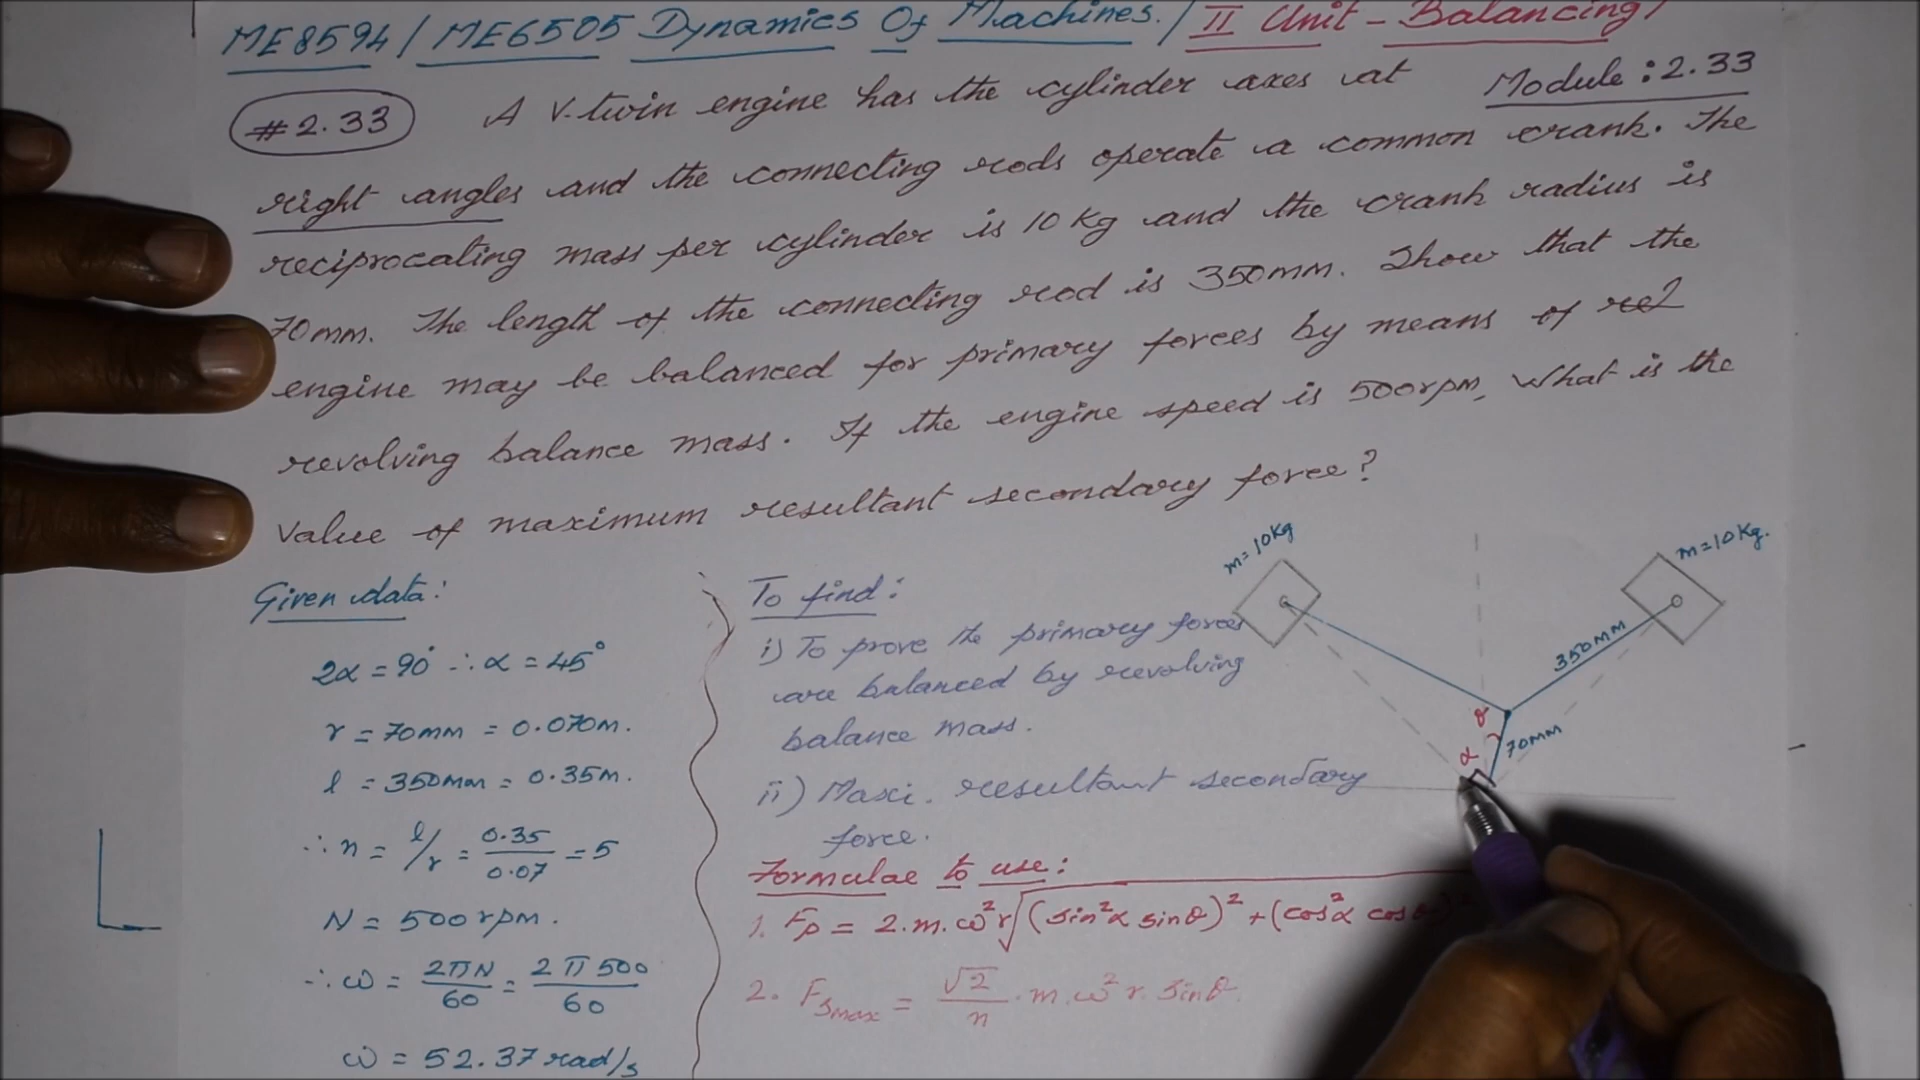 ME8594 / ME6505 Dynamics Of Machines. / II Unit - Balancing /
Module : 2.33
#2.33 A V-twin engine has the cylinder axes at
right angles and the connecting rods operate a common crank. The
reciprocating mass per cylinder is 10 kg and the crank radius is
70mm. The length of the connecting rod is 350mm. Show that the
engine may be balanced for primary forces by means of
revolving balance mass. If the engine speed is 500rpm, What is the
value of maximum resultant secondary force?
Given data:
2α = 90° ∴ α = 45°
r = 70mm = 0.070m.
l = 350mm = 0.35m.
∴ n = l/r = 0.35/0.07 = 5
N = 500 rpm.
∴ ω = 2πN/60 = 2π500/60
ω = 52.37 rad/s
To find:
i) To prove the primary forces
are balanced by revolving
balance mass.
ii) Maxi. resultant secondary
force.
Formulae to use:
1. Fp = 2.m.ω²r√(sin²α sinθ)² + (cos²α cos
2. FSmax = √2/n . m.ω² r. sinθ.
m=10kg
m=10kg.
350mm
θ
α
70mm